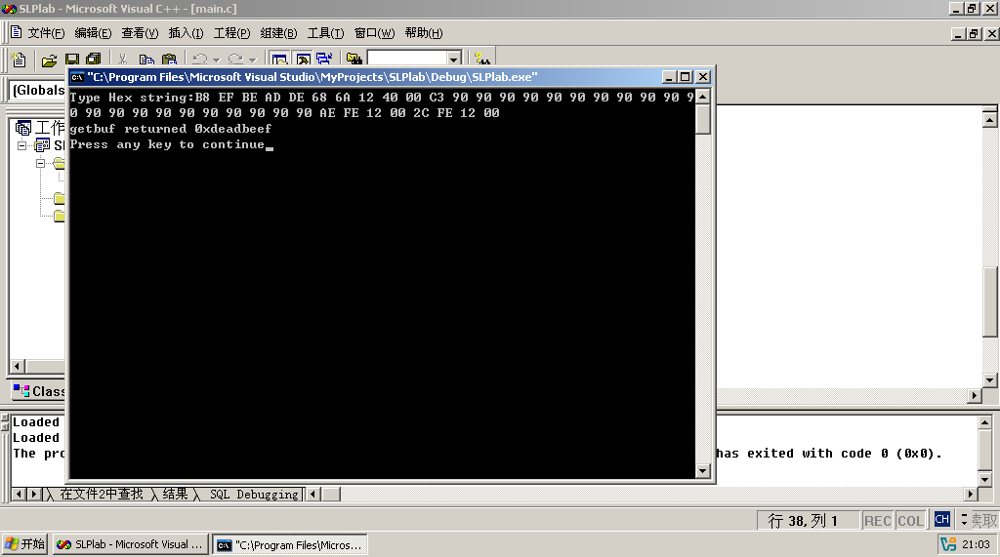 SLPlab - Microsoft Visual C++ - [main.c]
文件(F) 编辑(E) 查看(V) 插入(I) 工程(P) 组建(B) 工具(T) 窗口(W) 帮助(H)
"C:\Program Files\Microsoft Visual Studio\MyProjects\SLPlab\Debug\SLPlab.exe"
[Globals
Type Hex string:B8 EF BE AD DE 68 6A 12 40 00 C3 90 90 90 90 90 90 90 90 90 90 9
0 90 90 90 90 90 90 90 90 90 90 AE FE 12 00 2C FE 12 00
getbuf returned 0xdeadbeef
Press any key to continue_
工作
Class
Loaded
Loaded
The pro has exited with code 0 (0x0).
在文件2中查找 结果 SQL Debugging
行 38, 列 1 REC COL CH 读取
开始 SLPlab - Microsoft Visual ... "C:\Program Files\Micros... 21:03